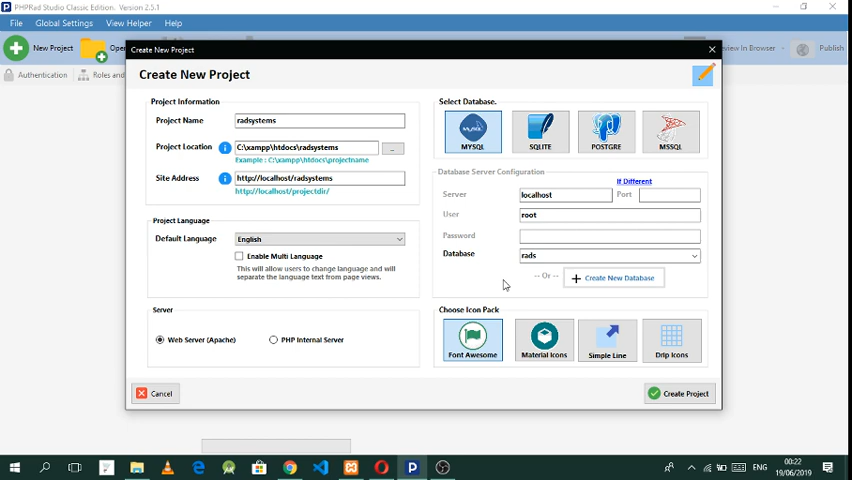 PHPRad Studio Classic Edition. Version 2.5.1
File Global Settings View Helper Help
New Project
Publish
Authentication
Create New Project
Create New Project
Project Information
Project Name radsystems
Project Location C:\xampp\htdocs\radsystems ...
Example : C:\xampp\htdocs\projectname
Site Address http://localhost/radsystems
http://localhost/projectdir/
Project Language
Default Language English
Enable Multi Language
This will allow users to change language and will
separate the language text from page views.
Server
Web Server (Apache) PHP Internal Server
Select Database.
MYSQL SQLITE POSTGRE MSSQL
Database Server Configuration
If Different
Server localhost Port
User root
Password
Database rads
-- Or -- Create New Database
Choose Icon Pack
Font Awesome Material Icons Simple Line Drip Icons
Cancel Create Project
ENG
00:22
19/06/2019